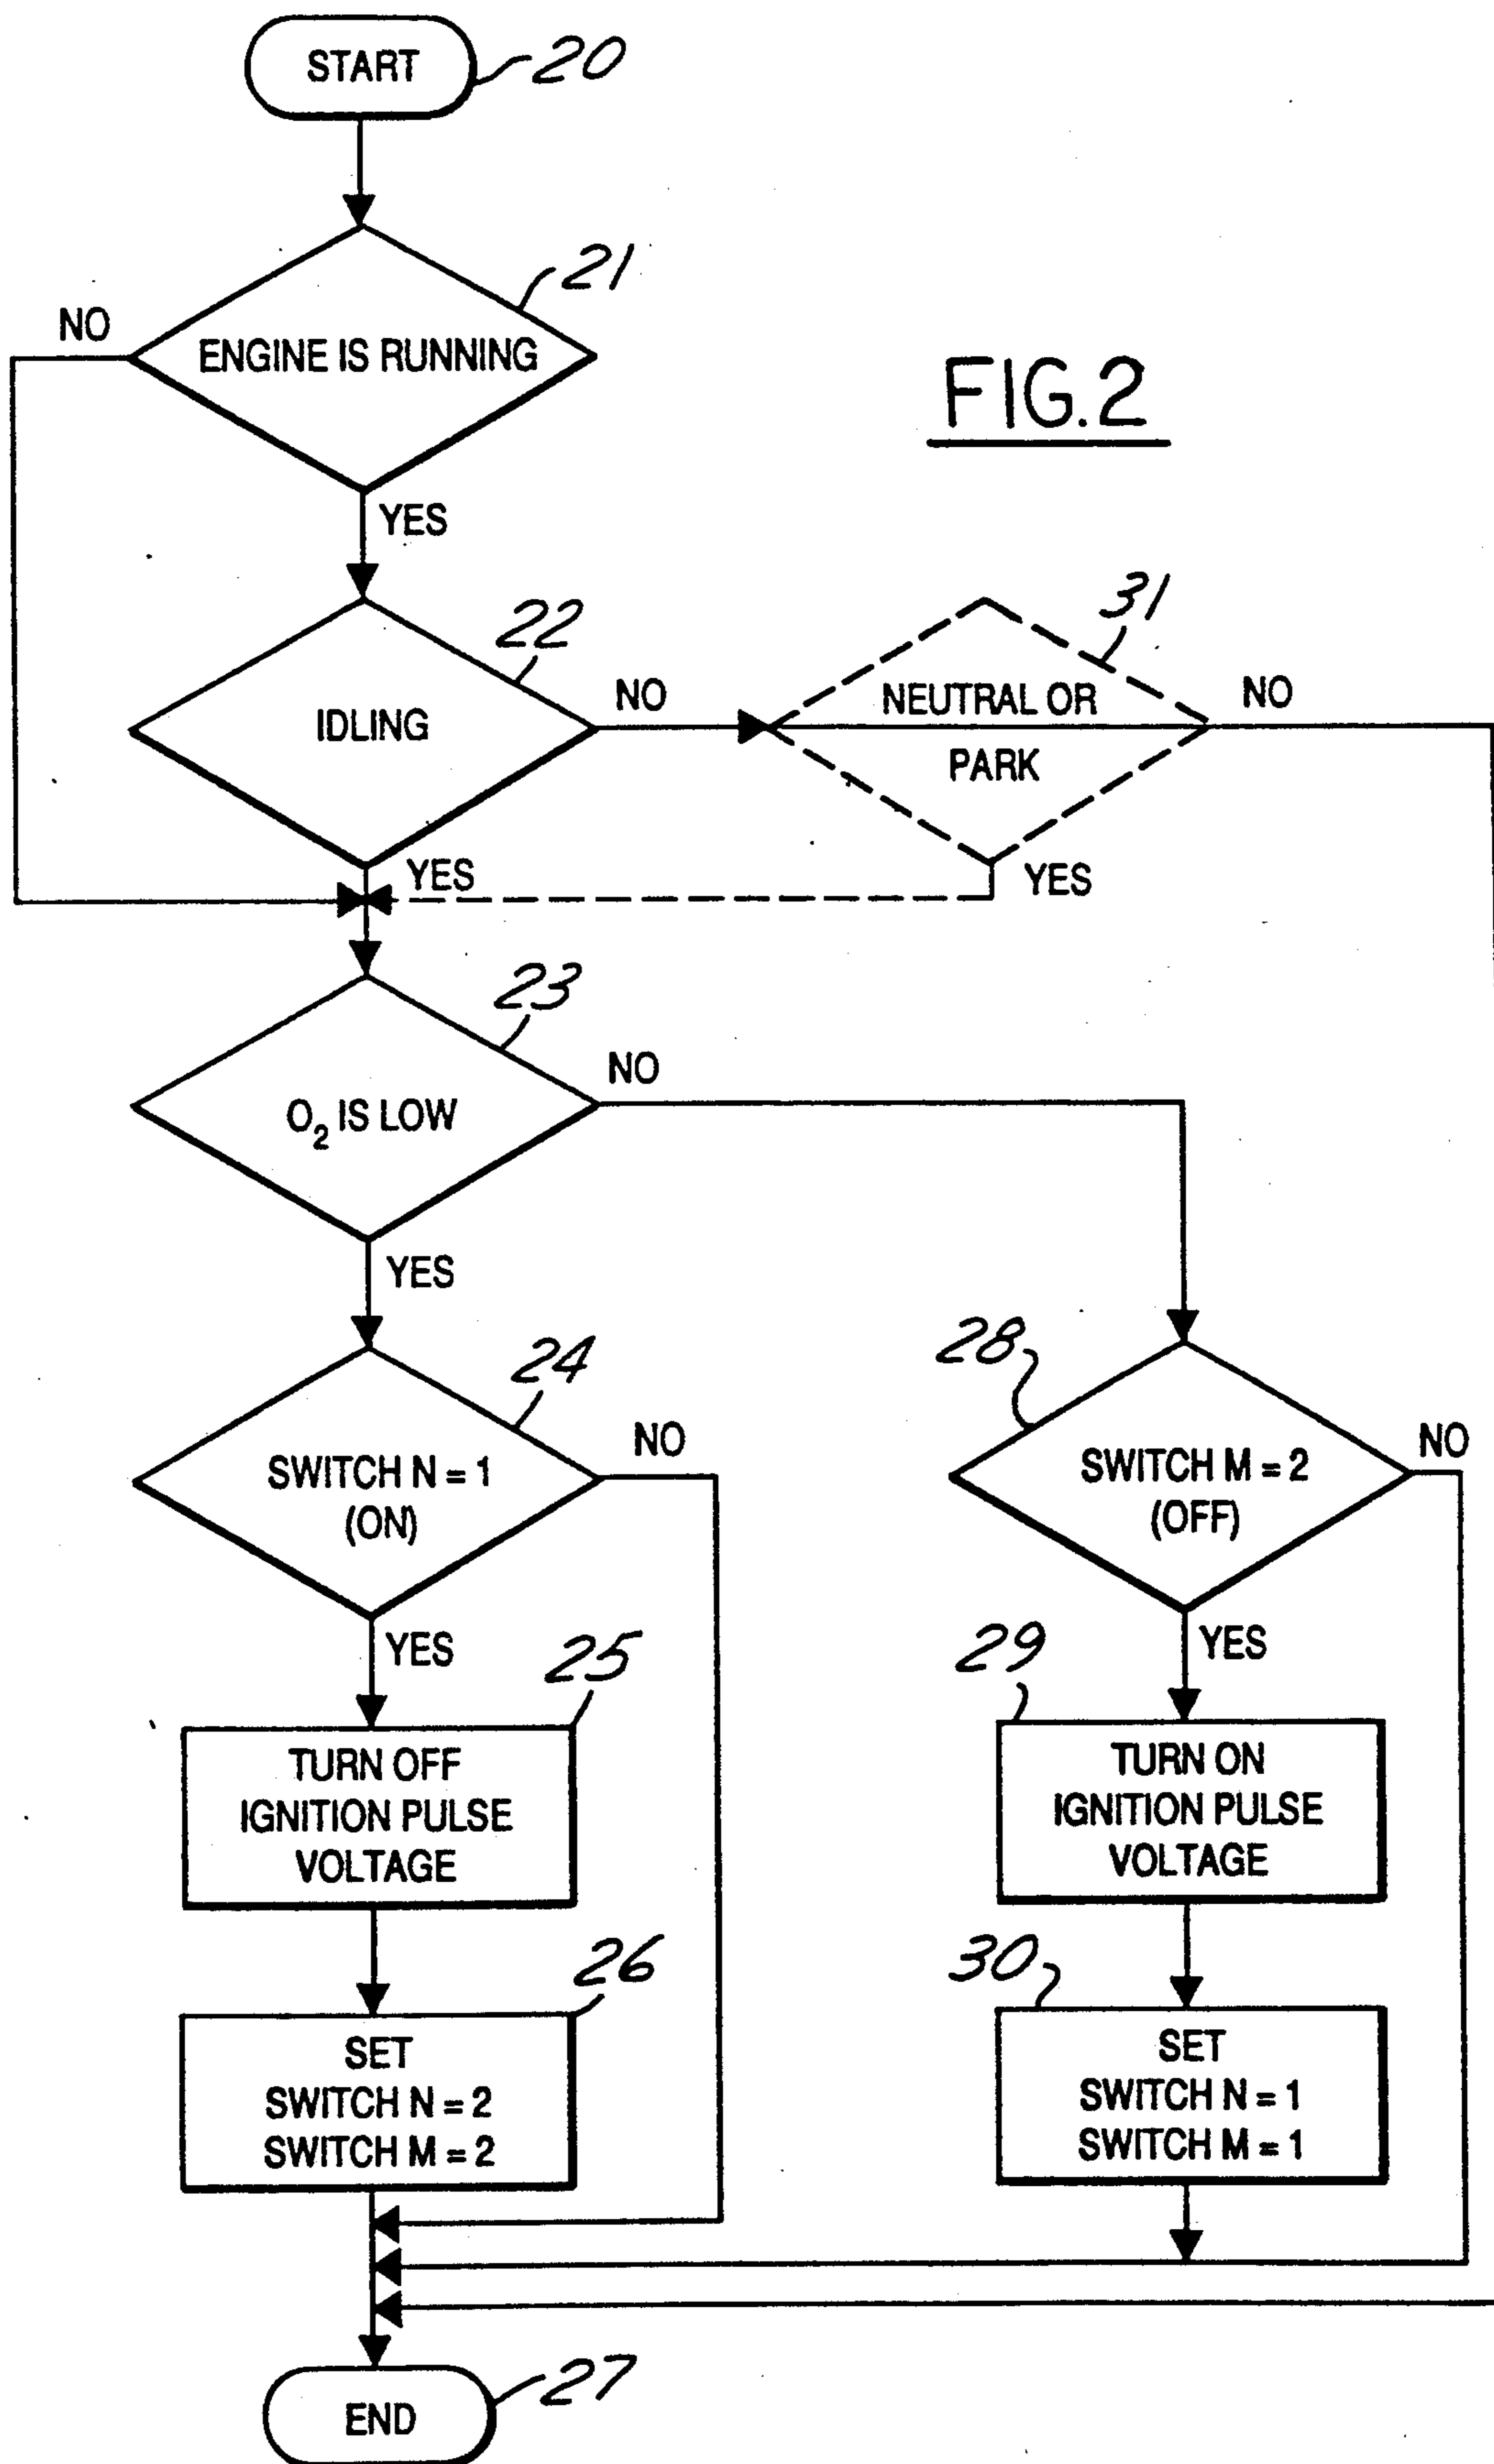 START
20
21
NO
ENGINE IS RUNNING
FIG.2
YES
22
31
IDLING
NO
NEUTRAL OR
PARK
NO
YES
YES
23
O₂ IS LOW
NO
YES
24
28
SWITCH N = 1
(ON)
NO
SWITCH M = 2
(OFF)
NO
YES
YES
25
29
TURN OFF
IGNITION PULSE
VOLTAGE
TURN ON
IGNITION PULSE
VOLTAGE
26
30
SET
SWITCH N = 2
SWITCH M = 2
SET
SWITCH N = 1
SWITCH M = 1
END
27